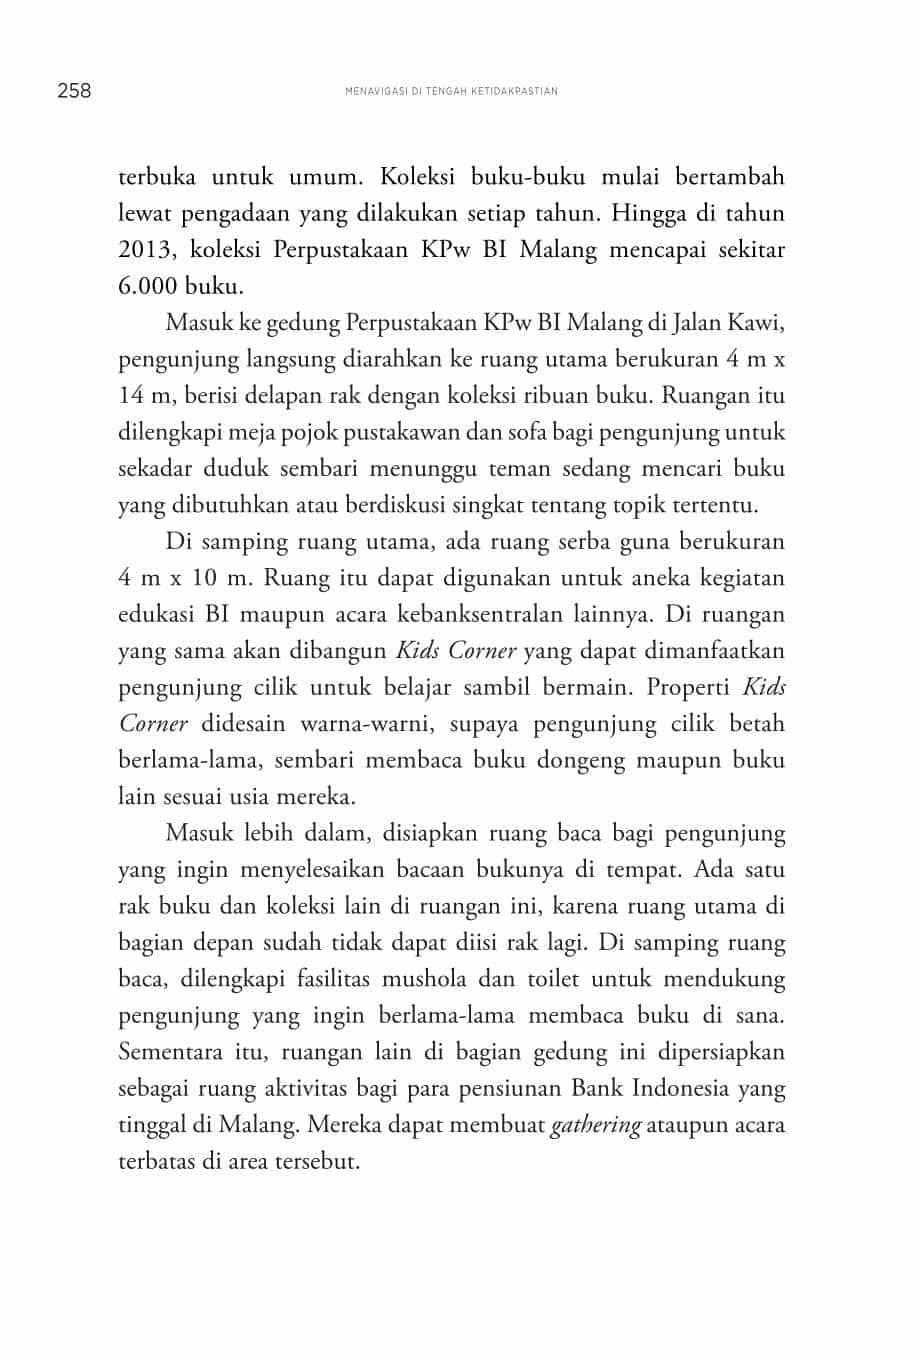 258
MENAVIGASI DI TENGAH KETIDAKPASTIAN
terbuka untuk umum. Koleksi buku-buku mulai bertambah
lewat pengadaan yang dilakukan setiap tahun. Hingga di tahun
2013, koleksi Perpustakaan KPw BI Malang mencapai sekitar
6.000 buku.
Masuk ke gedung Perpustakaan KPw BI Malang di Jalan Kawi,
pengunjung langsung diarahkan ke ruang utama berukuran 4 m x
14 m, berisi delapan rak dengan koleksi ribuan buku. Ruangan itu
dilengkapi meja pojok pustakawan dan sofa bagi pengunjung untuk
sekadar duduk sembari menunggu teman sedang mencari buku
yang dibutuhkan atau berdiskusi singkat tentang topik tertentu.
Di samping ruang utama, ada ruang serba guna berukuran
4 m x 10 m. Ruang itu dapat digunakan untuk aneka kegiatan
edukasi BI maupun acara kebanksentralan lainnya. Di ruangan
yang sama akan dibangun Kids Corner yang dapat dimanfaatkan
pengunjung cilik untuk belajar sambil bermain. Properti Kids
Corner didesain warna-warni, supaya pengunjung cilik betah
berlama-lama, sembari membaca buku dongeng maupun buku
lain sesuai usia mereka.
Masuk lebih dalam, disiapkan ruang baca bagi pengunjung
yang ingin menyelesaikan bacaan bukunya di tempat. Ada satu
rak buku dan koleksi lain di ruangan ini, karena ruang utama di
bagian depan sudah tidak dapat diisi rak lagi. Di samping ruang
baca, dilengkapi fasilitas mushola dan toilet untuk mendukung
pengunjung yang ingin berlama-lama membaca buku di sana.
Sementara itu, ruangan lain di bagian gedung ini dipersiapkan
sebagai ruang aktivitas bagi para pensiunan Bank Indonesia yang
tinggal di Malang. Mereka dapat membuat gathering ataupun acara
terbatas di area tersebut.